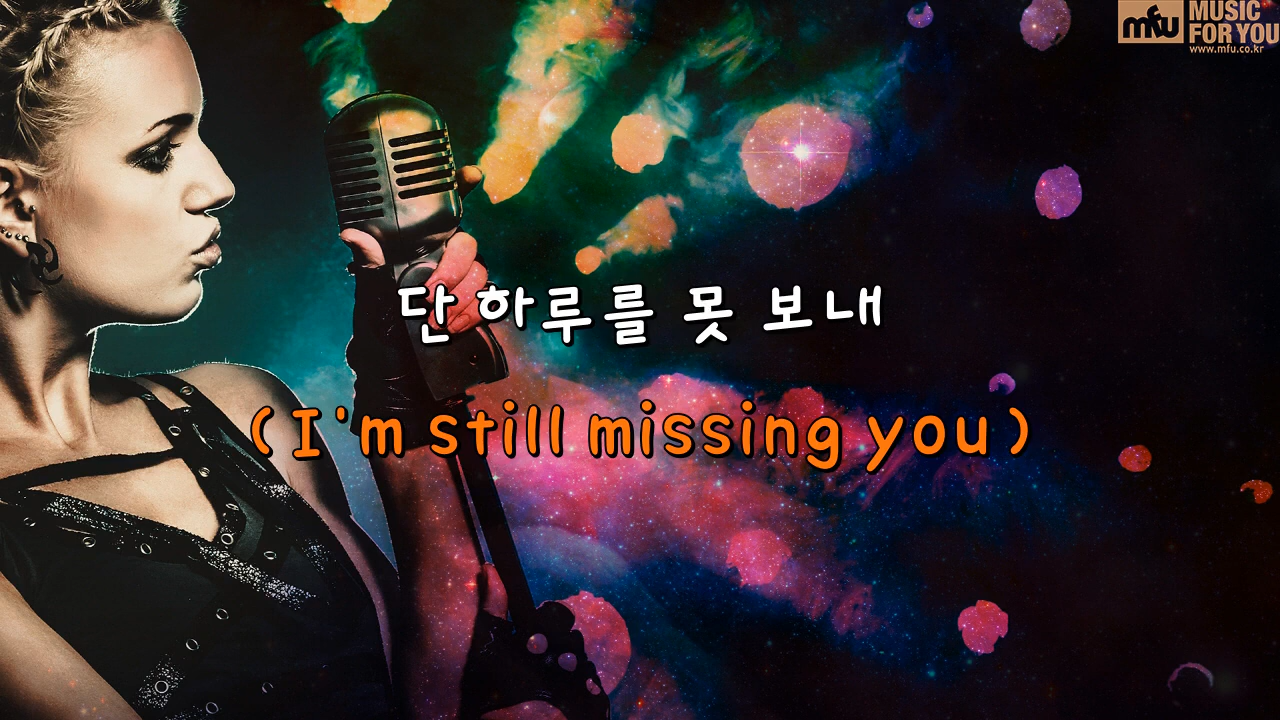 mfu MUSIC
FOR YOU
www.mfu.co.kr
단 하루를 못 보내
( I'm still missing you )